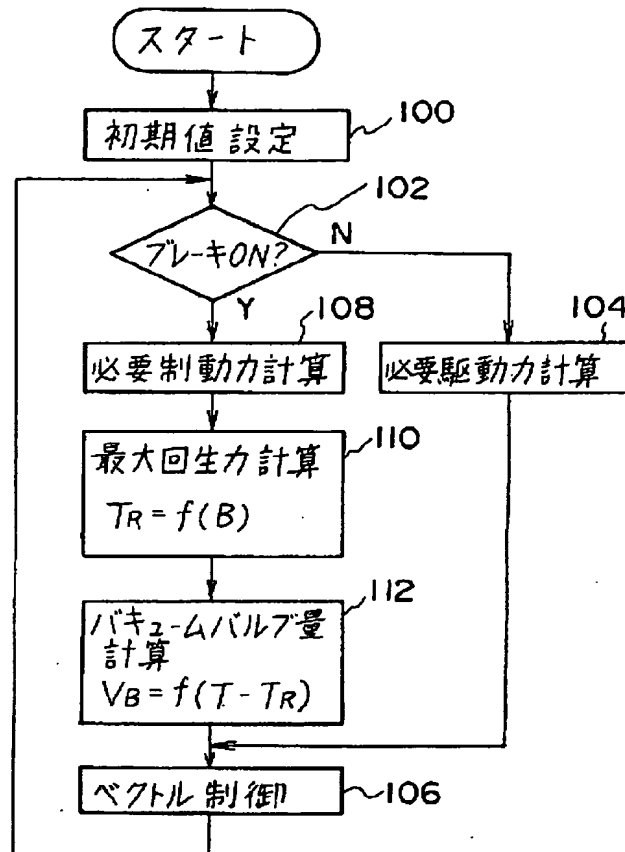 スタート
初期値設定
100
102
ブレーキON?
N
Y
108
104
必要制動力計算
必要駆動力計算
110
最大回生力計算
TR=f(B)
112
バキュームバルブ量
計算
VB=f(T-TR)
ベクトル制御
106